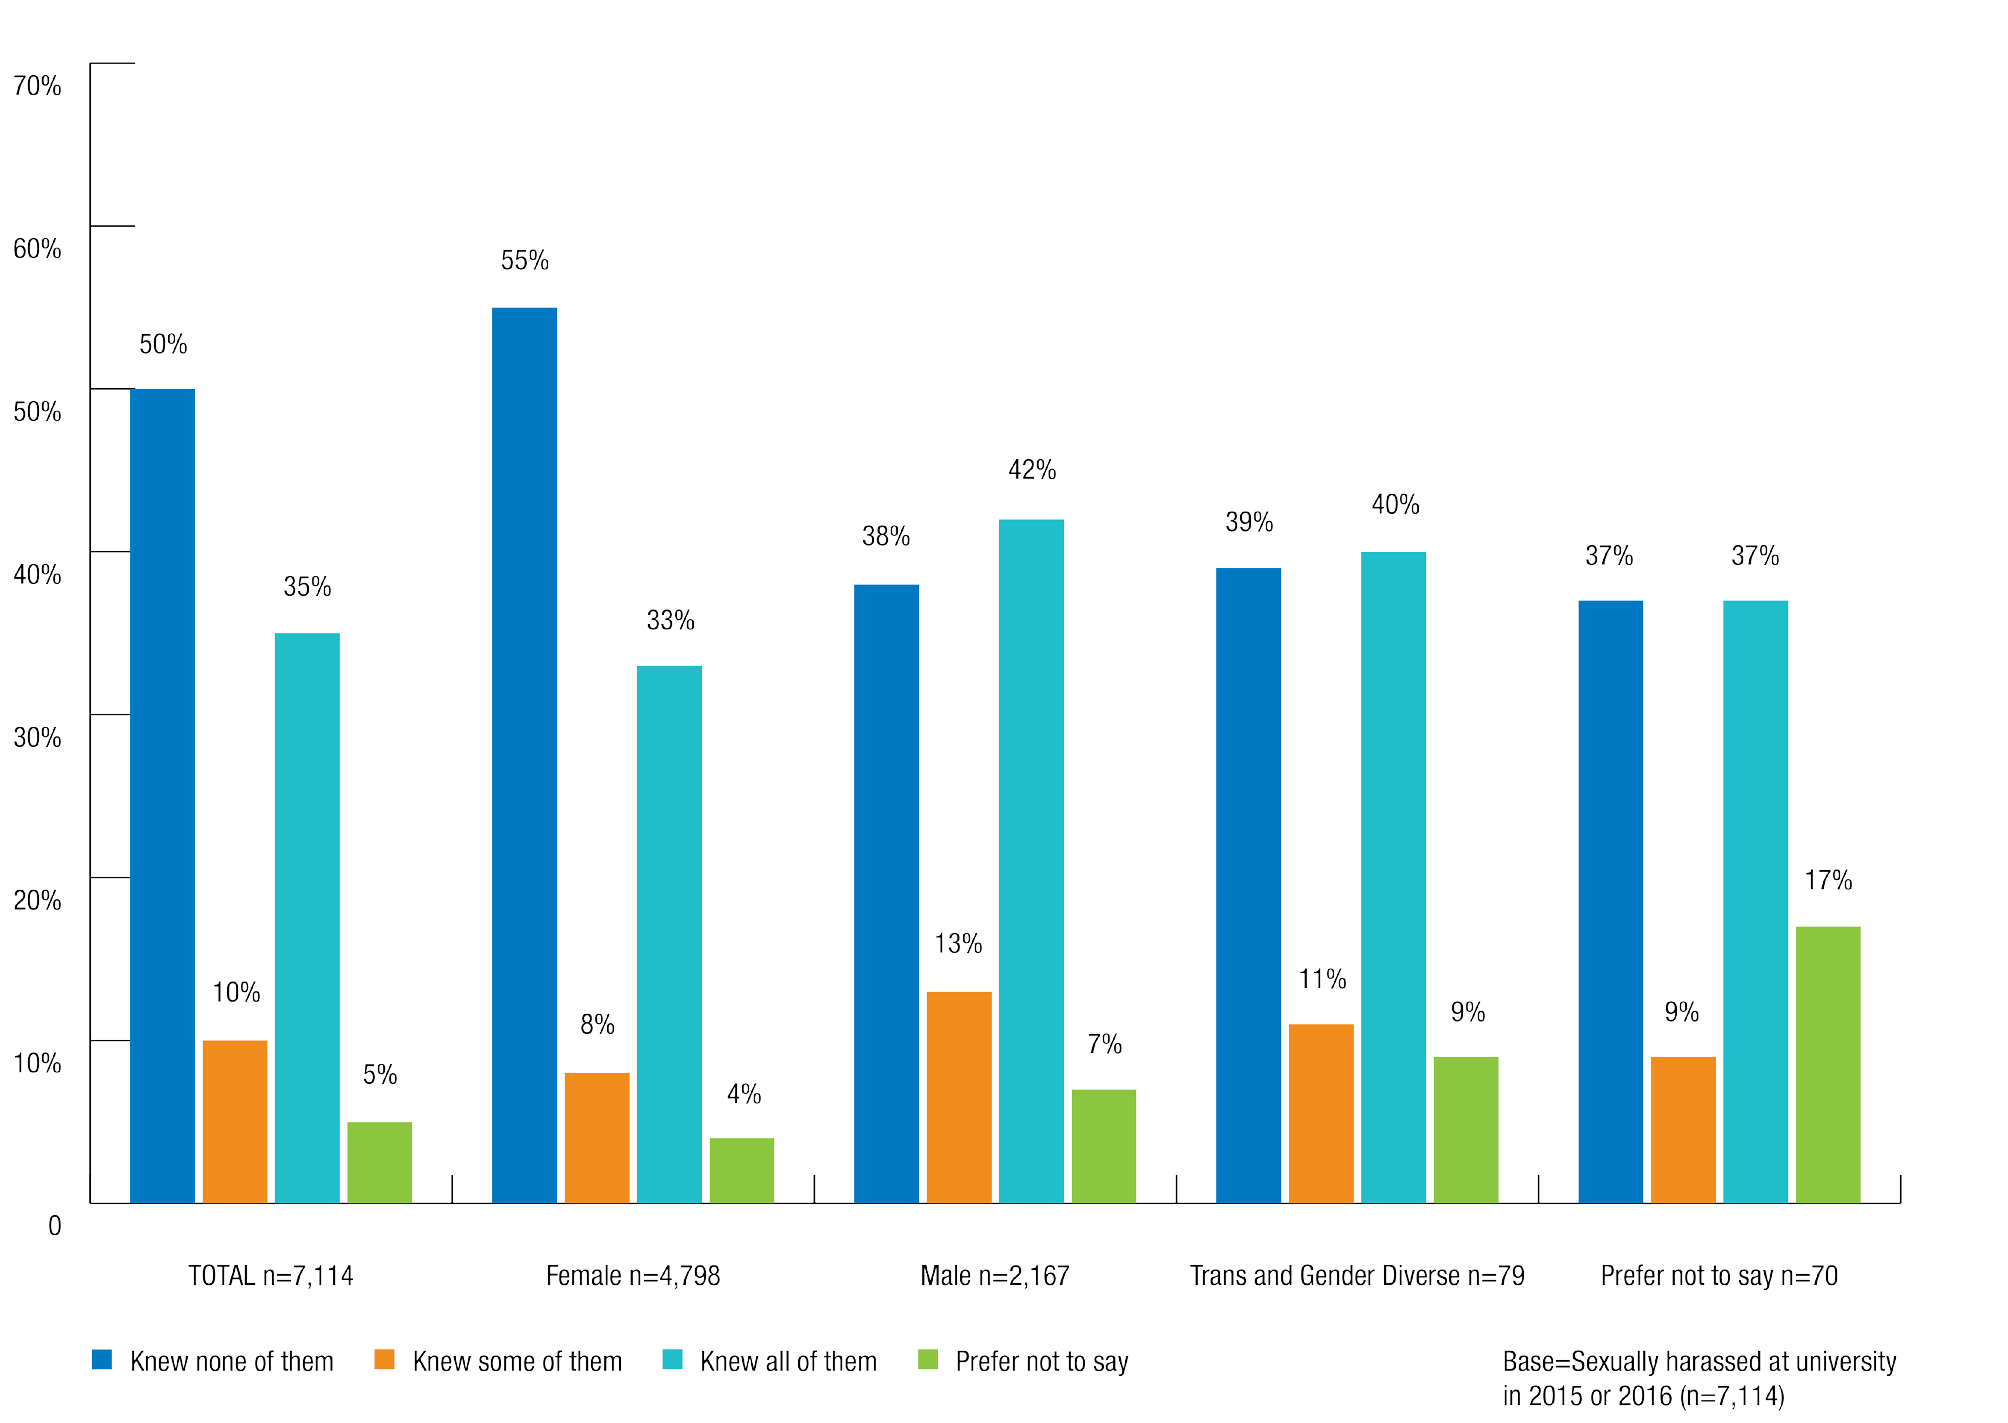 70%
60%
50%
40%
30%
20%
10%
0
50%
10%
35%
5%
55%
8%
33%
4%
38%
13%
42%
7%
39%
11%
40%
9%
37%
9%
37%
17%
TOTAL n=7,114
Female n=4,798
Male n=2,167
Trans and Gender Diverse n=79
Prefer not to say n=70
Knew none of them
Knew some of them
Knew all of them
Prefer not to say
Base=Sexually harassed at university
in 2015 or 2016 (n=7,114)